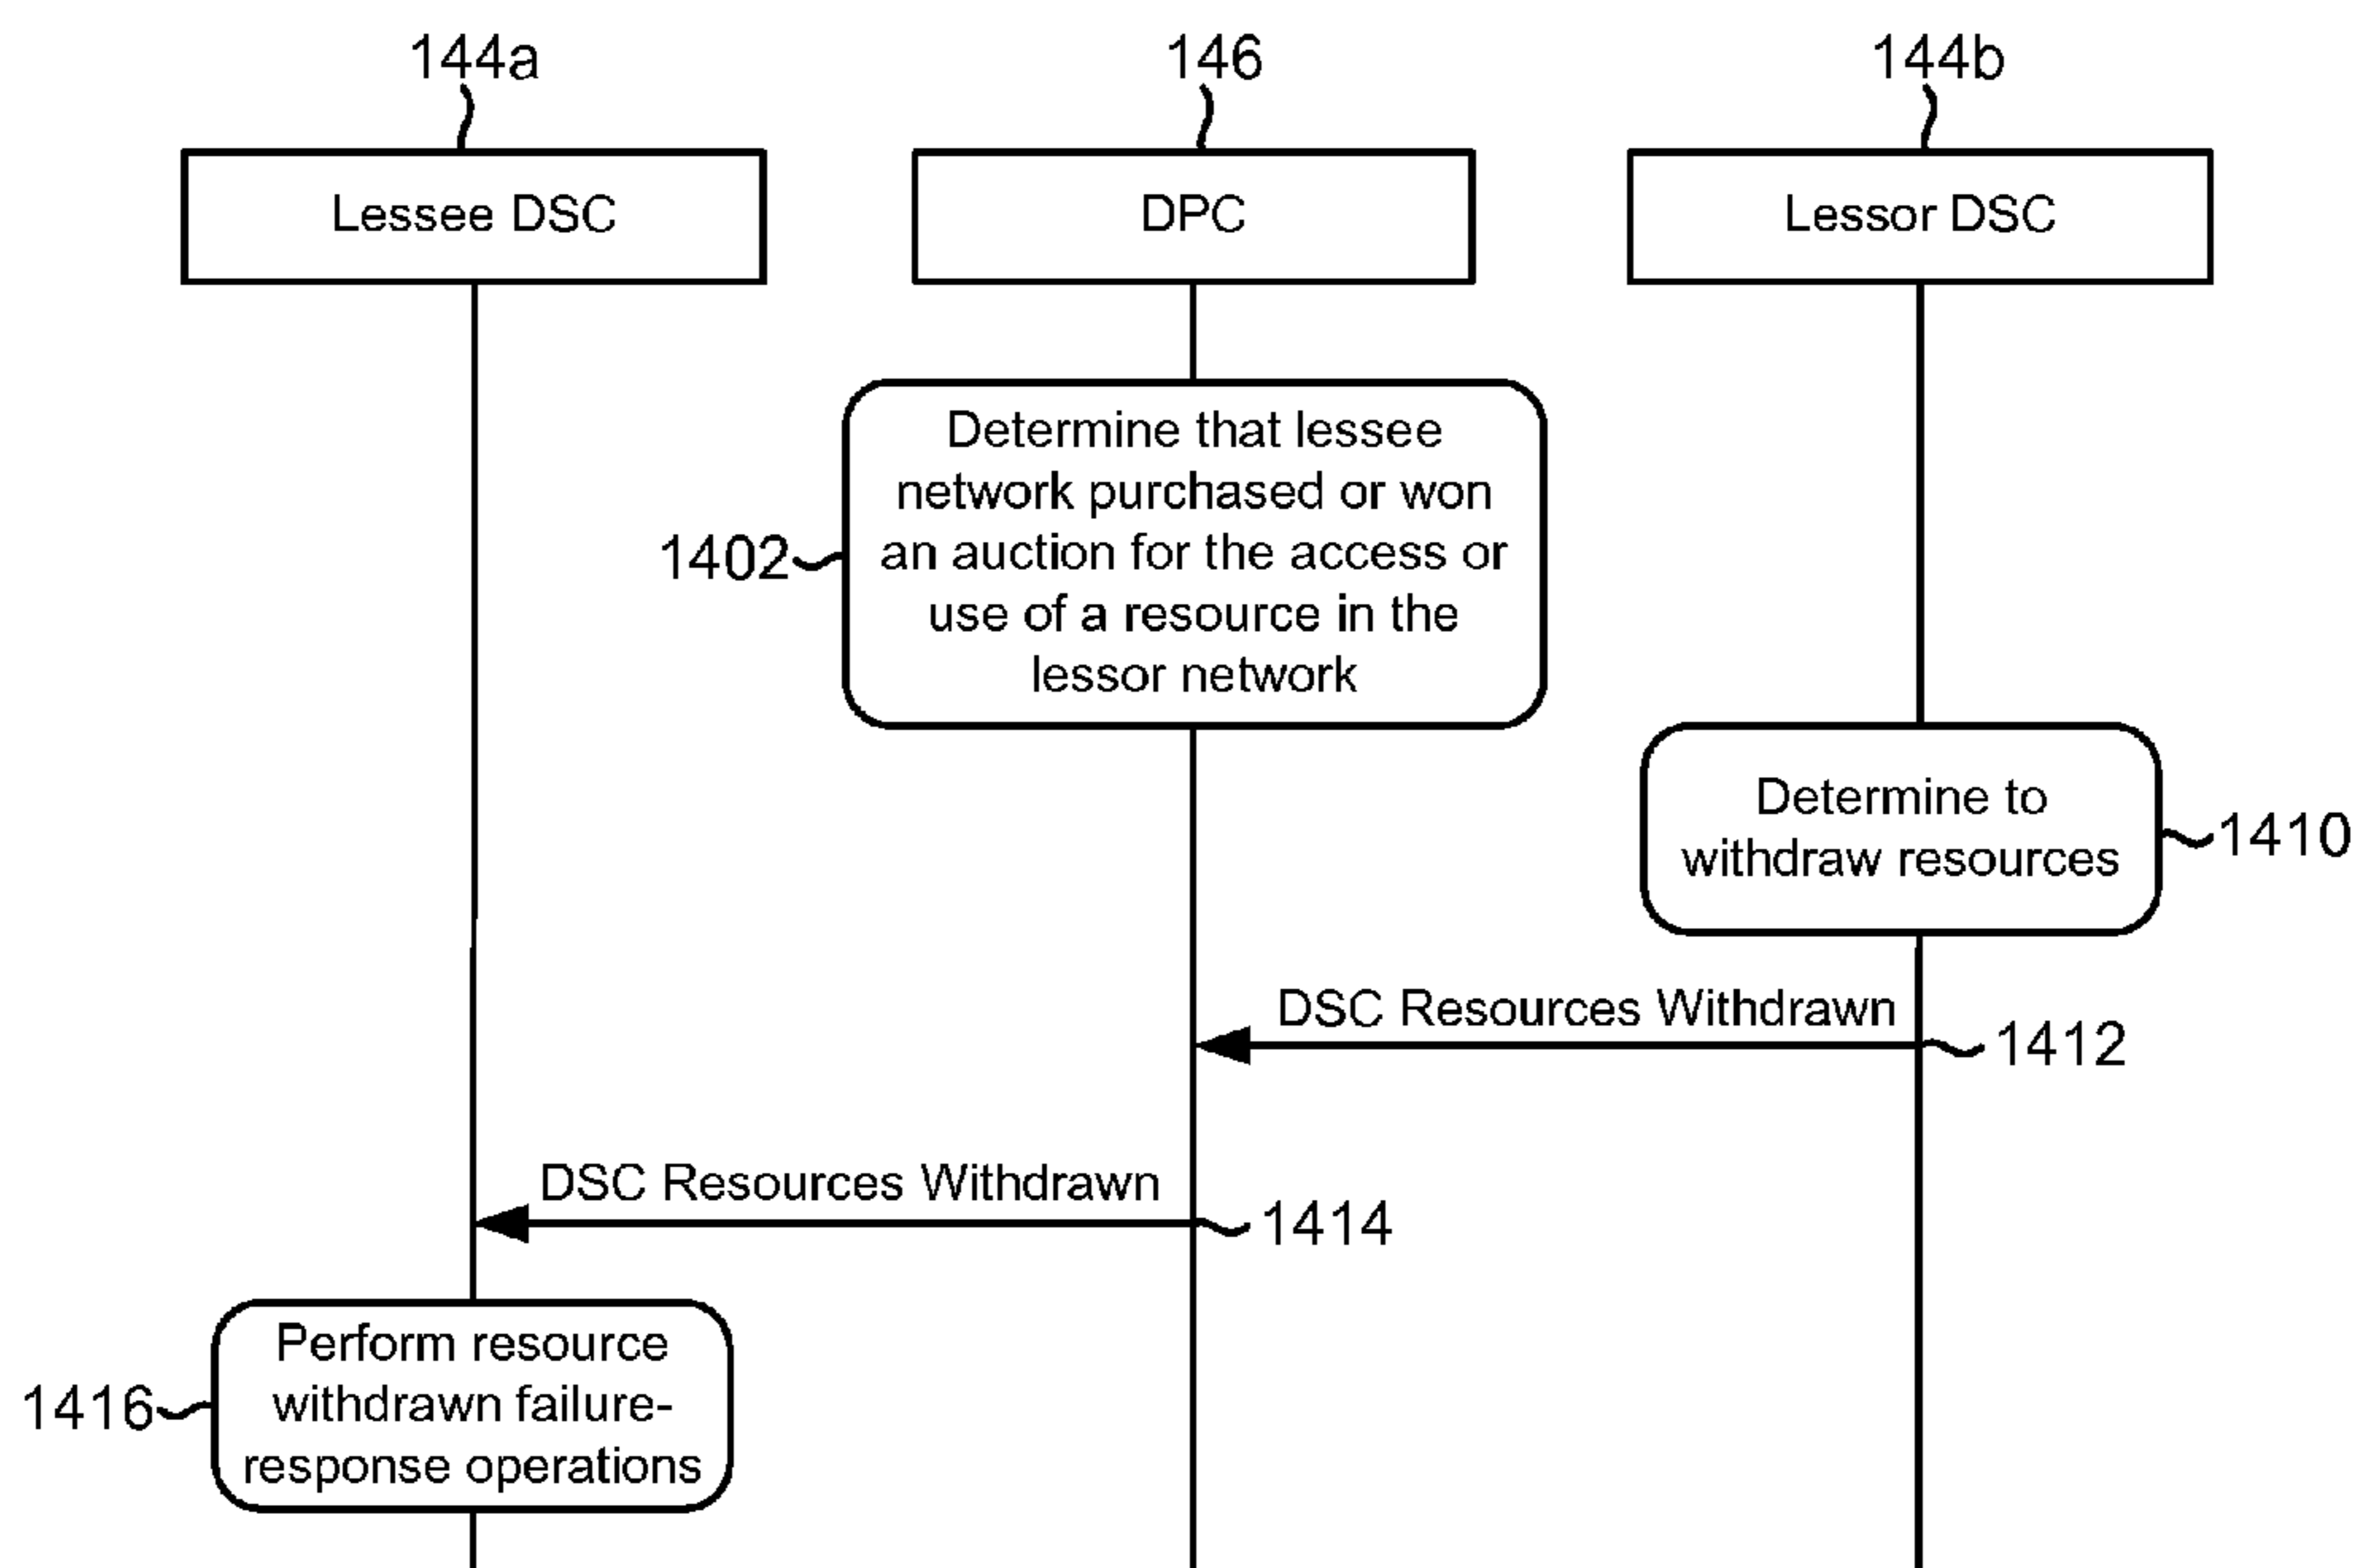 144a
146
144b
Lessee DSC
DPC
Lessor DSC
Determine that lessee
network purchased or won
an auction for the access or
use of a resource in the
lessor network
1402
Determine to
withdraw resources
1410
DSC Resources Withdrawn
1412
DSC Resources Withdrawn
1414
Perform resource
withdrawn failure-
response operations
1416